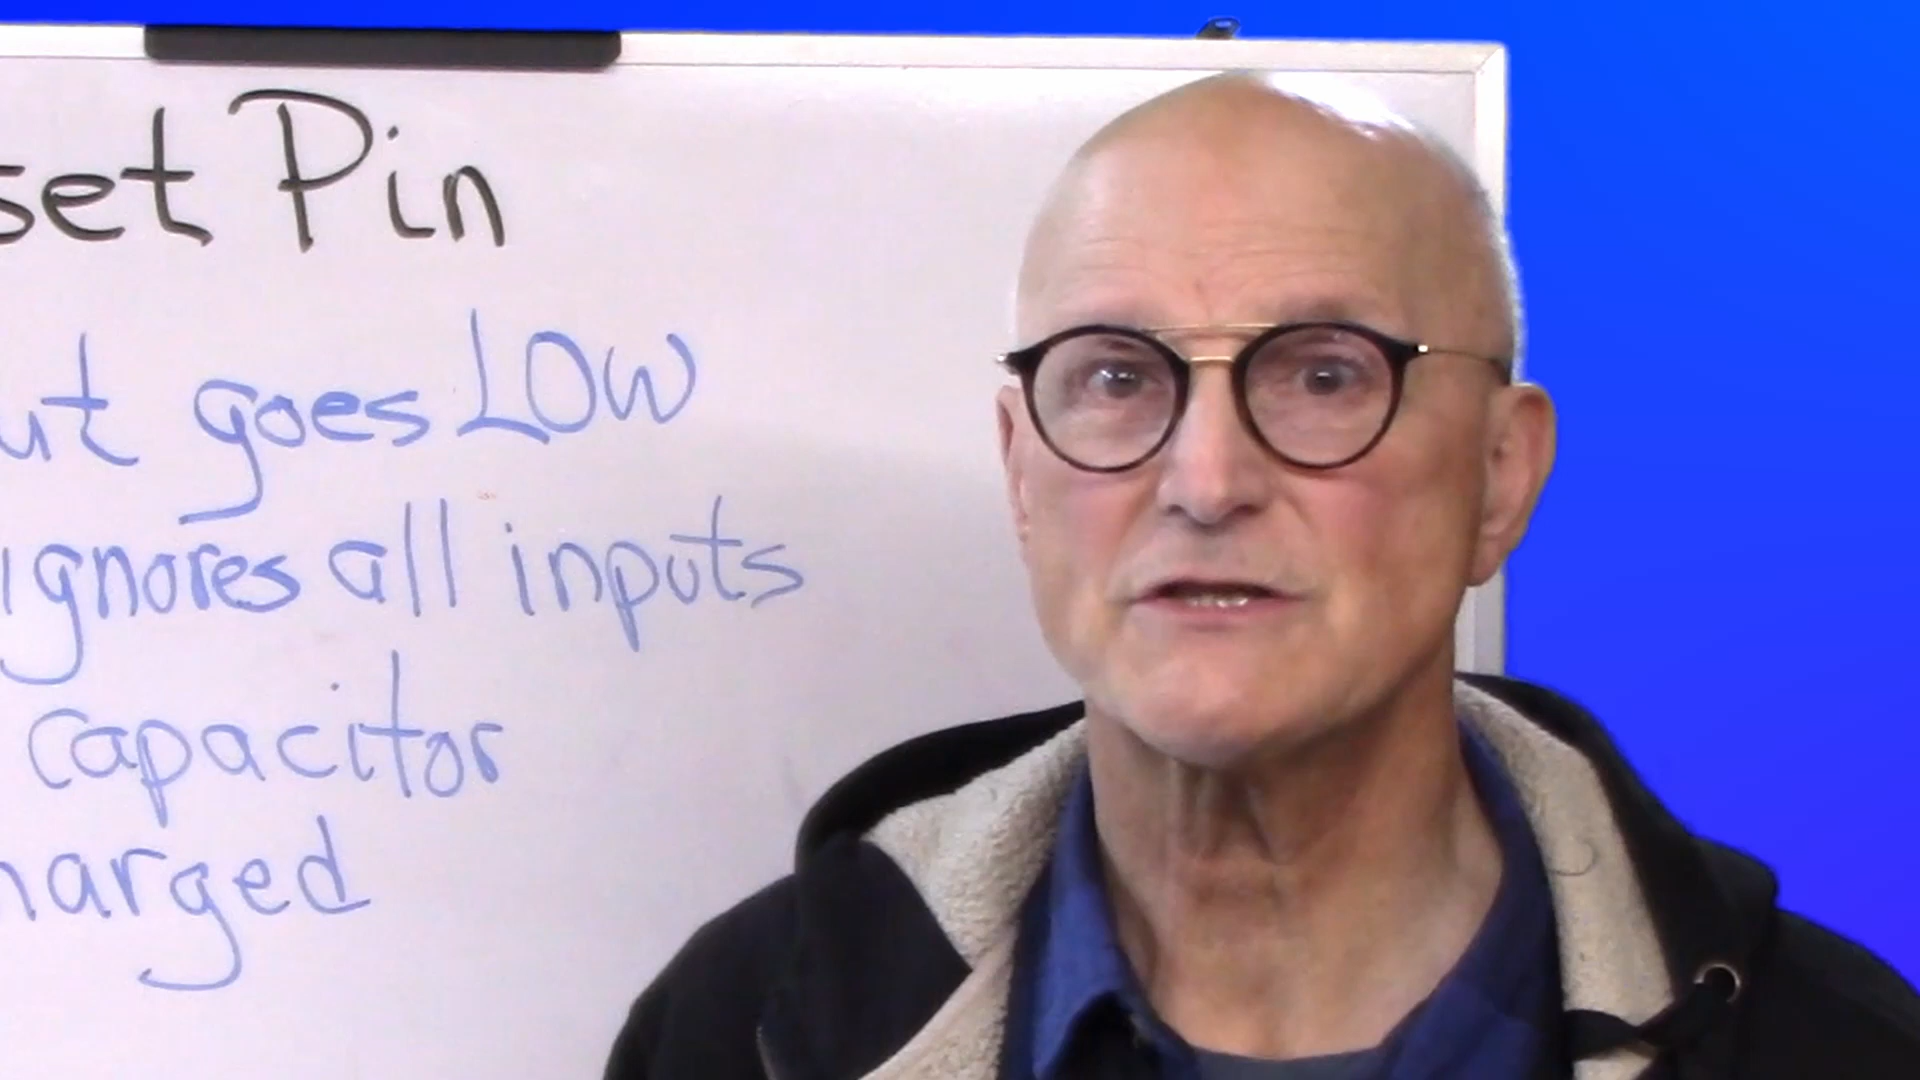 set Pin
ut goes LOW
ignores all inputs
capacitor
harged